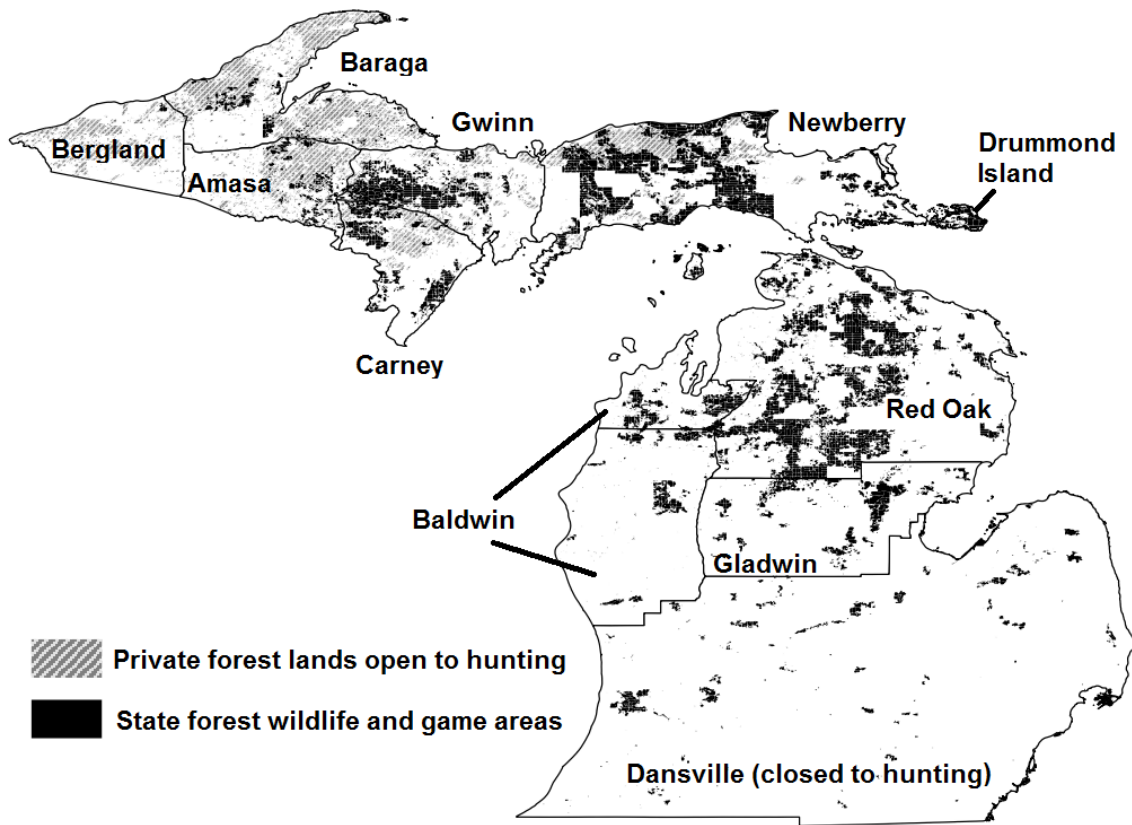 Baraga
Gwinn
Newberry
Drummond
Island
Bergland
Amasa
Carney
Red Oak
Baldwin
Gladwin
Private forest lands open to hunting
State forest wildlife and game areas
Dansville (closed to hunting)